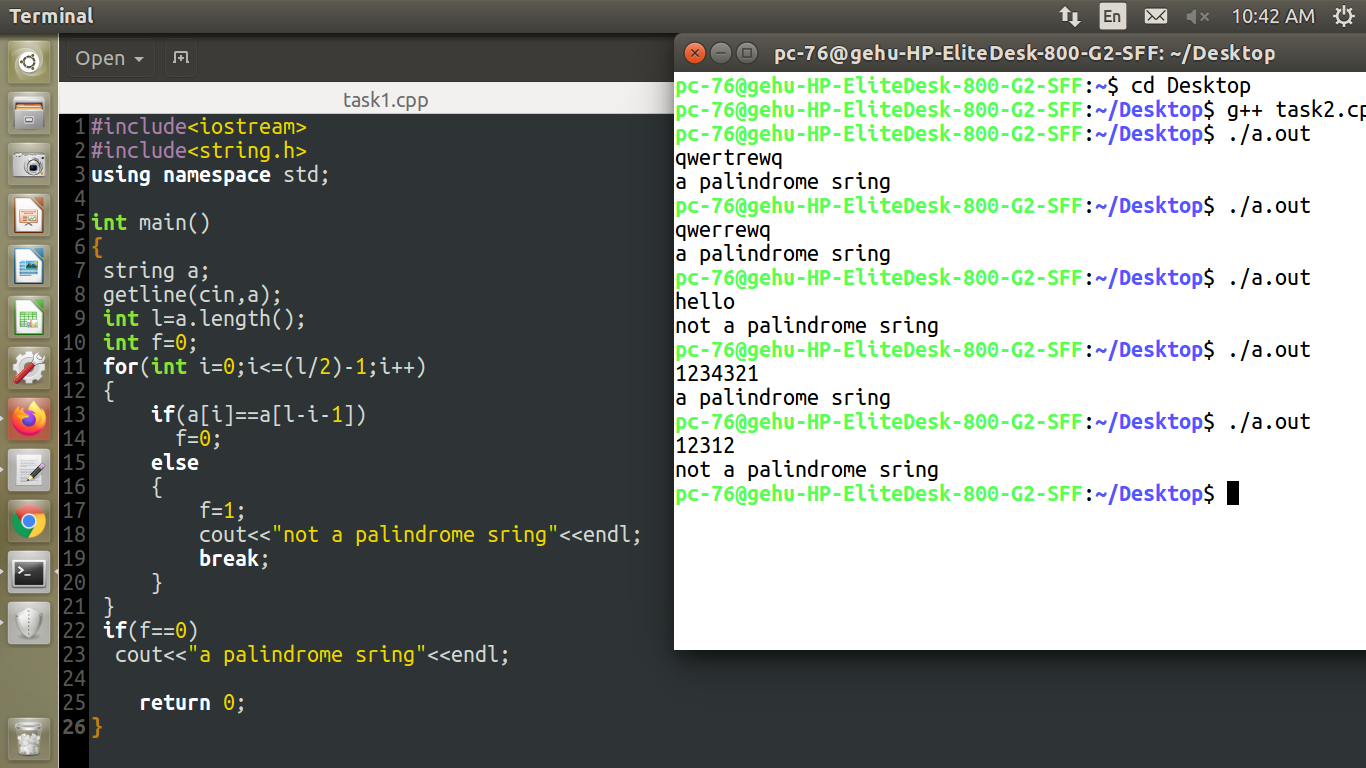 Terminal
En
10:42 AM
Open
task1.cpp
1 #include<iostream>
2 #include<string.h>
3 using namespace std;
4
5 int main()
6 {
7 string a;
8 getline(cin,a);
9 int l=a.length();
10 int f=0;
11 for(int i=0;i<=(l/2)-1;i++)
12 {
13 if(a[i]==a[l-i-1])
14 f=0;
15 else
16 {
17 f=1;
18 cout<<"not a palindrome sring"<<endl;
19 break;
20 }
21 }
22 if(f==0)
23 cout<<"a palindrome sring"<<endl;
24
25 return 0;
26 }
pc-76@gehu-HP-EliteDesk-800-G2-SFF: ~/Desktop
pc-76@gehu-HP-EliteDesk-800-G2-SFF:~$ cd Desktop
pc-76@gehu-HP-EliteDesk-800-G2-SFF:~/Desktop$ g++ task2.cp
pc-76@gehu-HP-EliteDesk-800-G2-SFF:~/Desktop$ ./a.out
qwertrewq
a palindrome sring
pc-76@gehu-HP-EliteDesk-800-G2-SFF:~/Desktop$ ./a.out
qwerrewq
a palindrome sring
pc-76@gehu-HP-EliteDesk-800-G2-SFF:~/Desktop$ ./a.out
hello
not a palindrome sring
pc-76@gehu-HP-EliteDesk-800-G2-SFF:~/Desktop$ ./a.out
1234321
a palindrome sring
pc-76@gehu-HP-EliteDesk-800-G2-SFF:~/Desktop$ ./a.out
12312
not a palindrome sring
pc-76@gehu-HP-EliteDesk-800-G2-SFF:~/Desktop$